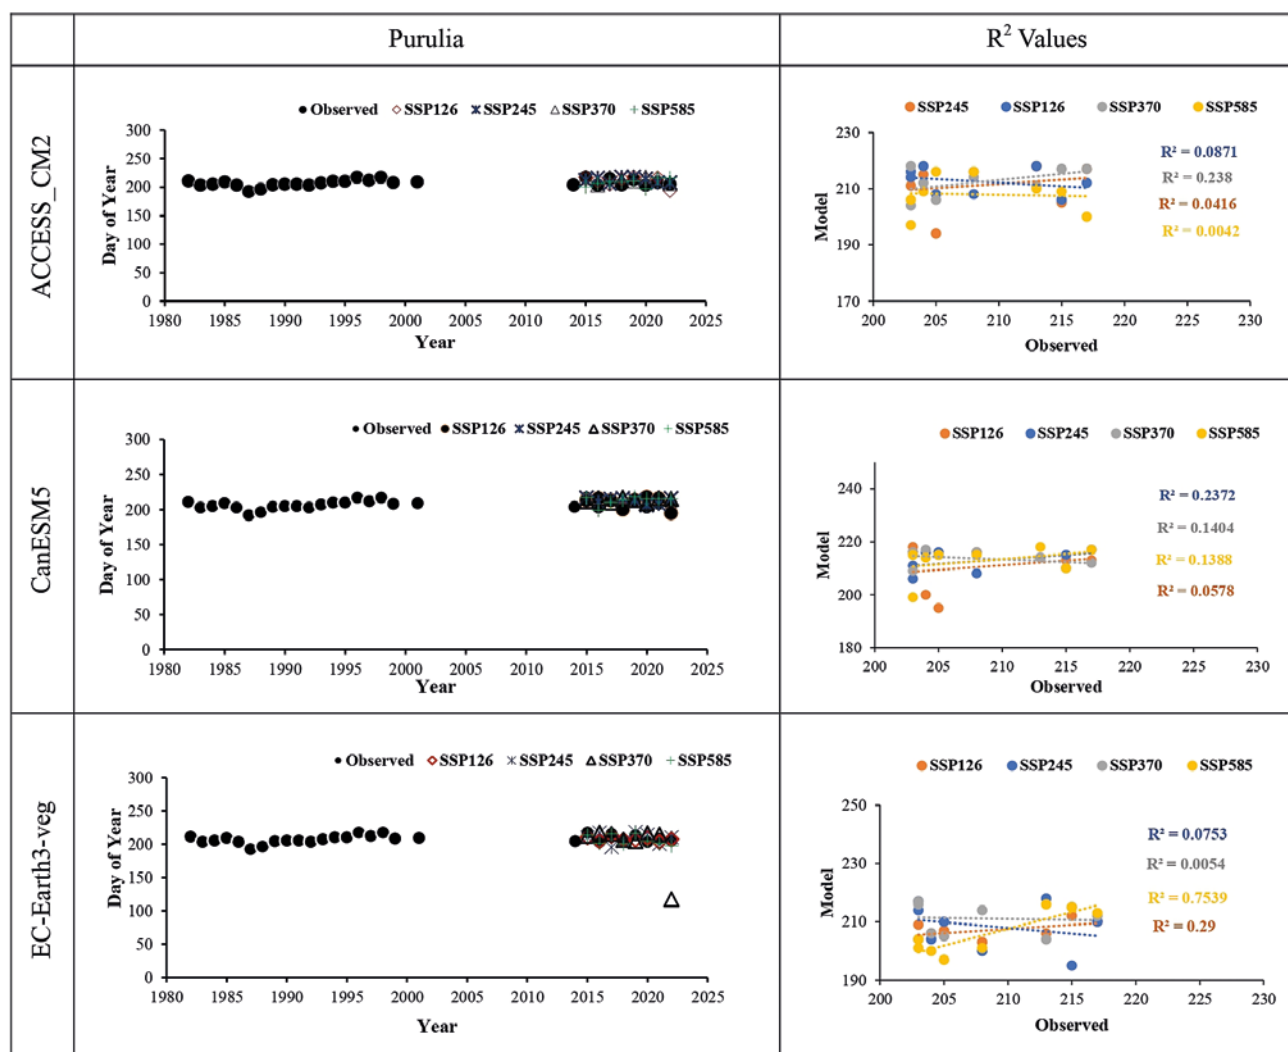 Purulia
R² Values
ACCESS_CM2
Observed SSP126 SSP245 SSP370 SSP585
Day of Year
300
250
200
150
100
50
0
1980 1985 1990 1995 2000 2005 2010 2015 2020 2025
Year
SSP245 SSP126 SSP370 SSP585
Model
230
210
190
170
R² = 0.0871
R² = 0.238
R² = 0.0416
R² = 0.0042
200 205 210 215 220 225 230
Observed
CanESM5
Observed SSP126 SSP245 SSP370 SSP585
Day of Year
300
250
200
150
100
50
0
1980 1985 1990 1995 2000 2005 2010 2015 2020 2025
Year
SSP126 SSP245 SSP370 SSP585
Model
240
220
200
180
R² = 0.2372
R² = 0.1404
R² = 0.1388
R² = 0.0578
200 205 210 215 220 225 230
Observed
EC-Earth3-veg
Observed SSP126 SSP245 SSP370 SSP585
Day of Year
300
250
200
150
100
50
0
1980 1985 1990 1995 2000 2005 2010 2015 2020 2025
Year
SSP126 SSP245 SSP370 SSP585
Model
250
230
210
190
R² = 0.0753
R² = 0.0054
R² = 0.7539
R² = 0.29
200 205 210 215 220 225 230
Observed